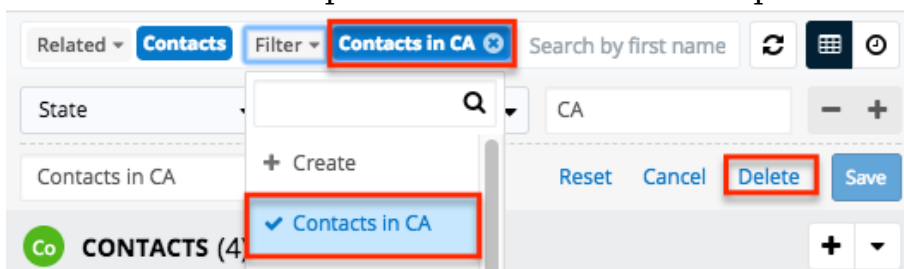 Related Contacts Filter Contacts in CA Search by first name
State CA
+ Create
Contacts in CA Reset Cancel Delete Save
Contacts in CA
Co CONTACTS (4)